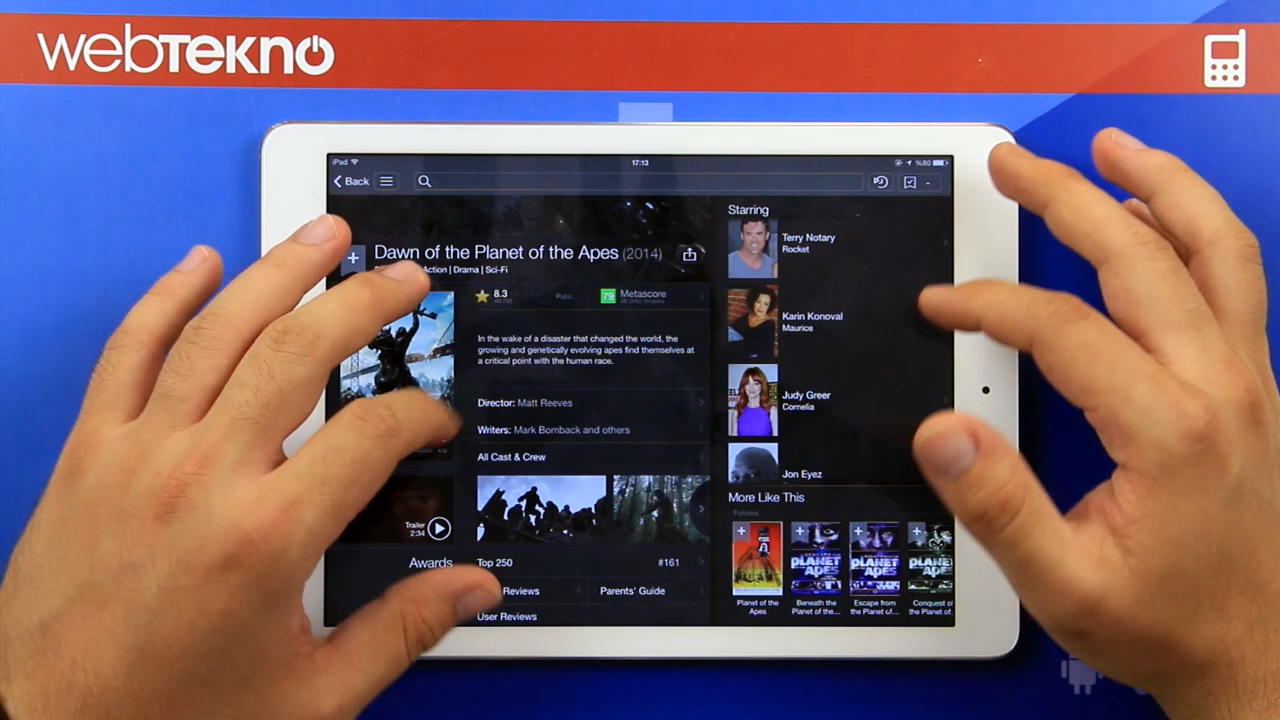 webTEKNO
iPad
17:13
%80
Back
Dawn of the Planet of the Apes (2014)
Action | Drama | Sci-Fi
8.3
79 Metascore
In the wake of a disaster that changed the world, the
growing and genetically evolving apes find themselves at
a critical point with the human race.
Director: Matt Reeves
Writers: Mark Bomback and others
All Cast & Crew
Trailer
2:34
Awards
Top 250 #161
Reviews
Parents' Guide
User Reviews
Starring
Terry Notary
Rocket
Karin Konoval
Maurice
Judy Greer
Cornelia
Jon Eyez
More Like This
Planet of the
Apes
Beneath the
Planet of the...
Escape from
the Planet of...
Conquest of
the Planet of.